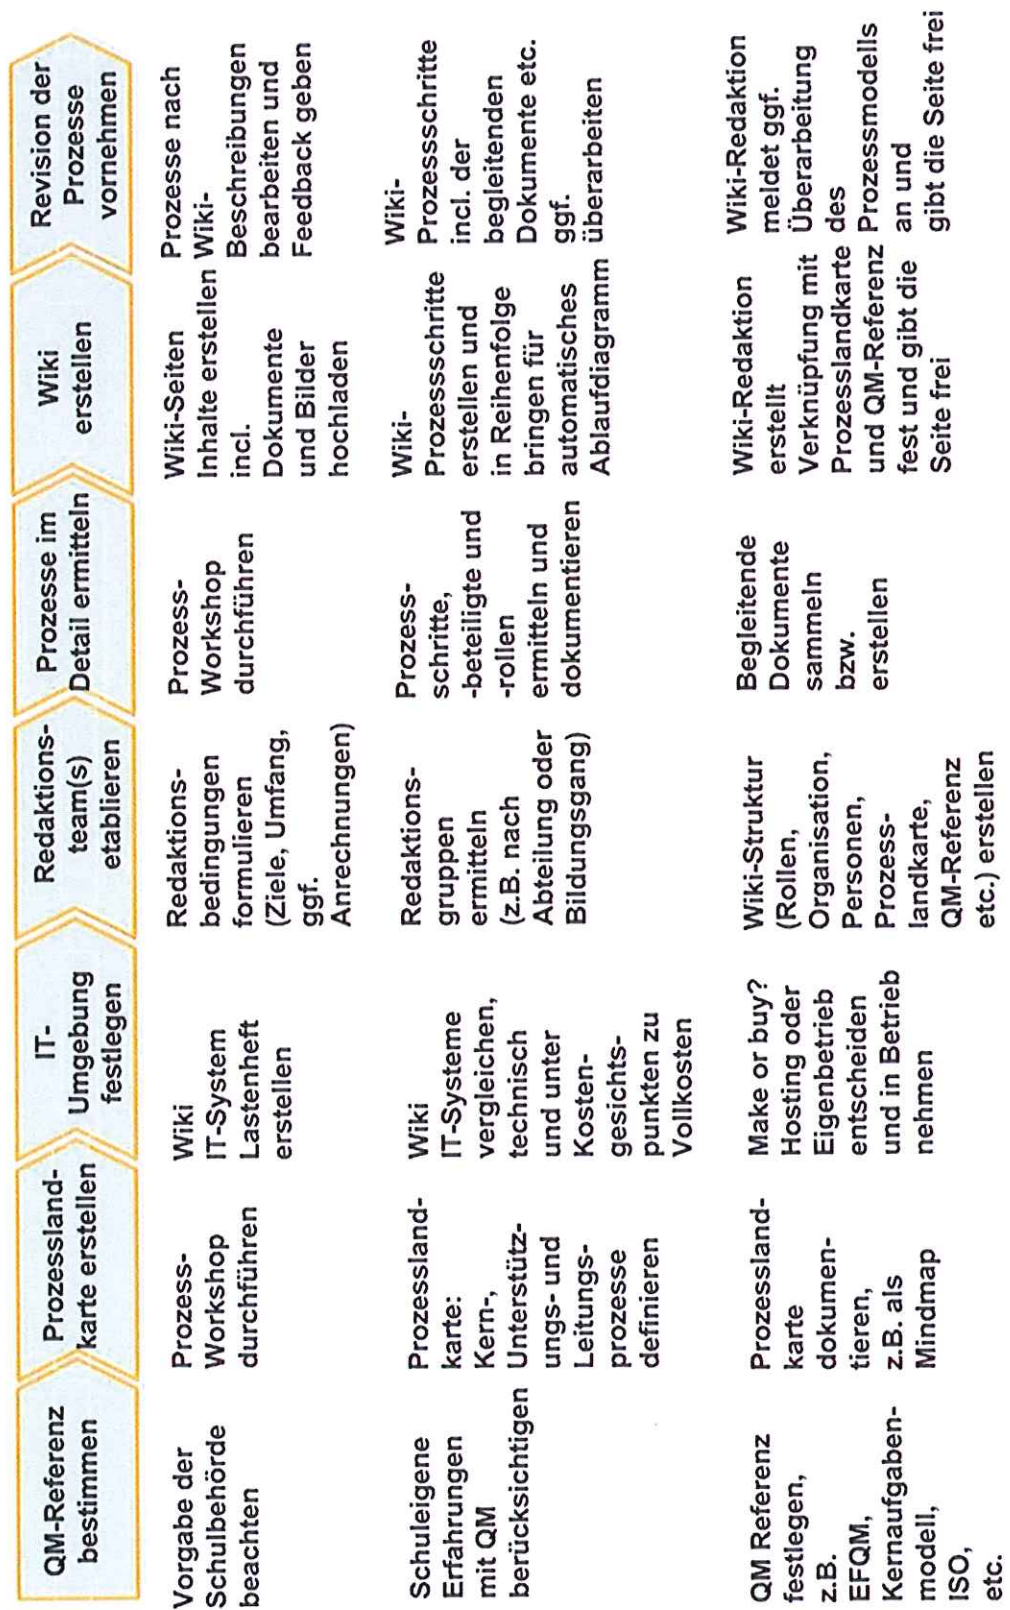 QM-Referenz
bestimmen
Prozessland-
karte erstellen
IT-
Umgebung
festlegen
Redaktions-
team(s)
etablieren
Prozesse im
Detail ermitteln
Wiki
erstellen
Revision der
Prozesse
vornehmen
Vorgabe der
Schulbehörde
beachten
Prozess-
Workshop
durchführen
Wiki
IT-System
Lastenheft
erstellen
Redaktions-
bedingungen
formulieren
(Ziele, Umfang,
ggf.
Anrechnungen)
Prozess-
Workshop
durchführen
Wiki-Seiten
Inhalte erstellen
incl.
Dokumente
und Bilder
hochladen
Prozesse nach
Wiki-
Beschreibungen
bearbeiten und
Feedback geben
Schuleigene
Erfahrungen
mit QM
berücksichtigen
Prozessland-
karte:
Kern-,
Unterstütz-
ungs- und
Leitungs-
prozesse
definieren
Wiki
IT-Systeme
vergleichen,
technisch
und unter
Kosten-
gesichts-
punkten zu
Vollkosten
Redaktions-
gruppen
ermitteln
(z.B. nach
Abteilung oder
Bildungsgang)
Prozess-
schritte,
-beteiligte und
-rollen
ermitteln und
dokumentieren
Wiki-
Prozessschritte
erstellen und
in Reihenfolge
bringen für
automatisches
Ablaufdiagramm
Wiki-
Prozessschritte
incl. der
begleitenden
Dokumente etc.
ggf.
überarbeiten
QM Referenz
festlegen,
z.B.
EFQM,
Kernaufgaben-
modell,
ISO,
etc.
Prozessland-
karte
dokumen-
tieren,
z.B. als
Mindmap
Make or buy?
Hosting oder
Eigenbetrieb
entscheiden
und in Betrieb
nehmen
Wiki-Struktur
(Rollen,
Organisation,
Personen,
Prozess-
landkarte,
QM-Referenz
etc.) erstellen
Begleitende
Dokumente
sammeln
bzw.
erstellen
Wiki-Redaktion
erstellt
Verknüpfung mit
Prozesslandkarte
und QM-Referenz
fest und gibt die
Seite frei
Wiki-Redaktion
meldet ggf.
Überarbeitung
des
Prozessmodells
an und
gibt die Seite frei